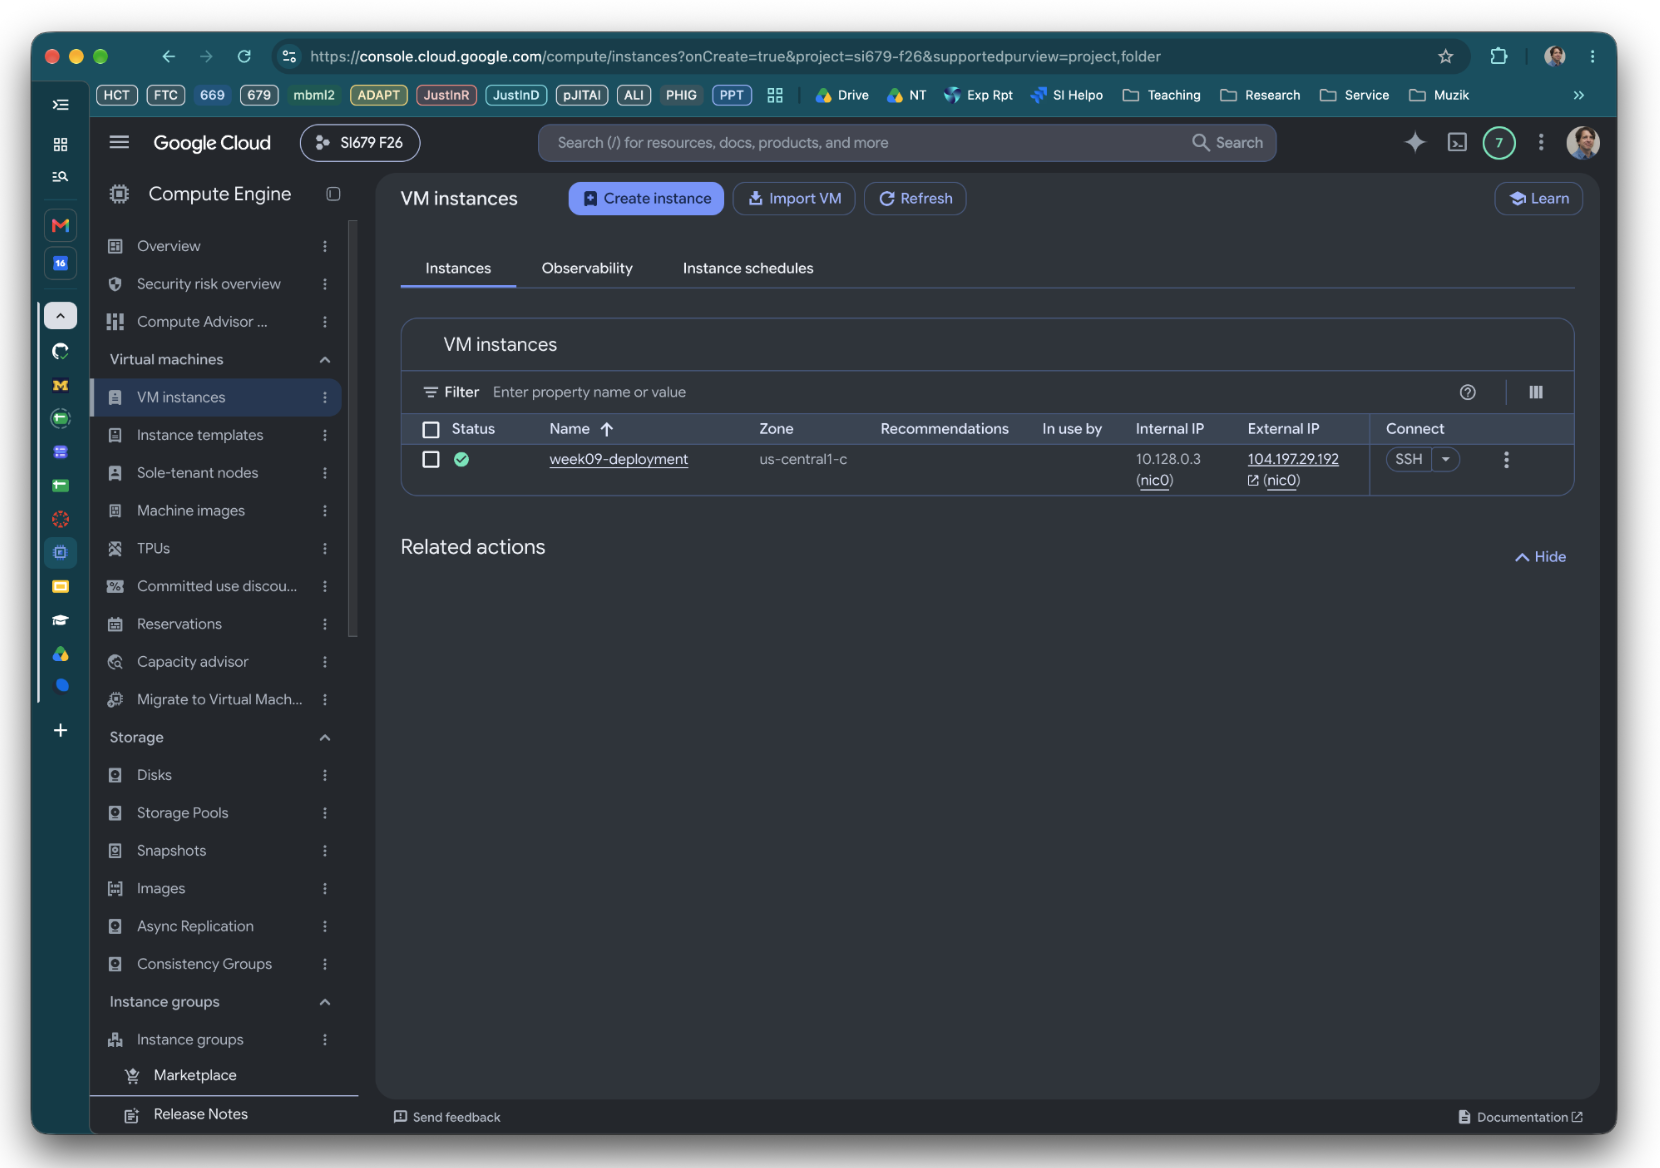 https://console.cloud.google.com/compute/instances?onCreate=true&project=si679-f26&supportedpurview=project,folder
HCT FTC 669 679 mbml2 ADAPT JustInR JustInD pJITAI ALI PHIG PPT Drive NT Exp Rpt SI Helpo Teaching Research Service Muzik »
Google Cloud SI679 F26 Search (/) for resources, docs, products, and more Search 7
Compute Engine
VM instances Create instance Import VM Refresh Learn
16
Overview
Security risk overview
Compute Advisor ...
Virtual machines
VM instances
Instance templates
Sole-tenant nodes
Machine images
TPUs
Committed use discou...
Reservations
Capacity advisor
Migrate to Virtual Mach...
Storage
Disks
Storage Pools
Snapshots
Images
Async Replication
Consistency Groups
Instance groups
Instance groups
Marketplace
Release Notes
Instances Observability Instance schedules
VM instances
Filter Enter property name or value
Status Name Zone Recommendations In use by Internal IP External IP Connect
week09-deployment us-central1-c 10.128.0.3 104.197.29.192 SSH
(nic0) (nic0)
Related actions
Hide
Send feedback Documentation